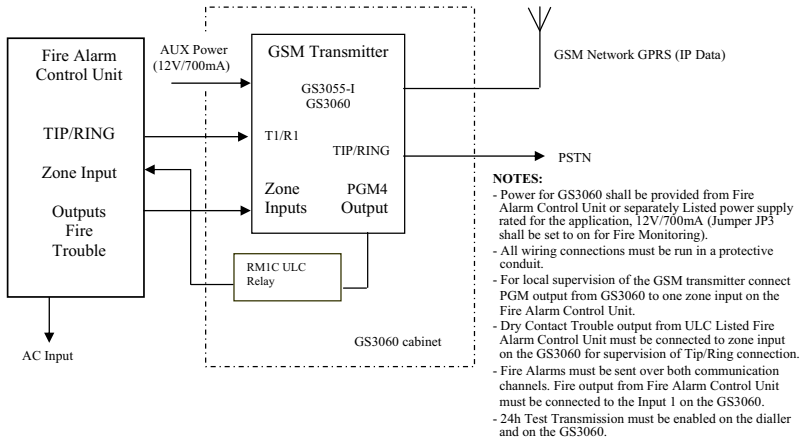 Fire Alarm
Control Unit
TIP/RING
Zone Input
Outputs
Fire
Trouble
AC Input
AUX Power
(12V/700mA)
GSM Transmitter
GS3055-I
GS3060
T1/R1
TIP/RING
Zone
Inputs
PGM4
Output
RM1C ULC
Relay
GS3060 cabinet
GSM Network GPRS (IP Data)
PSTN
NOTES:
- Power for GS3060 shall be provided from Fire
Alarm Control Unit or separately Listed power supply
rated for the application, 12V/700mA (Jumper JP3
shall be set to on for Fire Monitoring).
- All wiring connections must be run in a protective
conduit.
- For local supervision of the GSM transmitter connect
PGM output from GS3060 to one zone input on the
Fire Alarm Control Unit.
- Dry Contact Trouble output from ULC Listed Fire
Alarm Control Unit must be connected to zone input
on the GS3060 for supervision of Tip/Ring connection.
- Fire Alarms must be sent over both communication
channels. Fire output from Fire Alarm Control Unit
must be connected to the Input 1 on the GS3060.
- 24h Test Transmission must be enabled on the dialler
and on the GS3060.